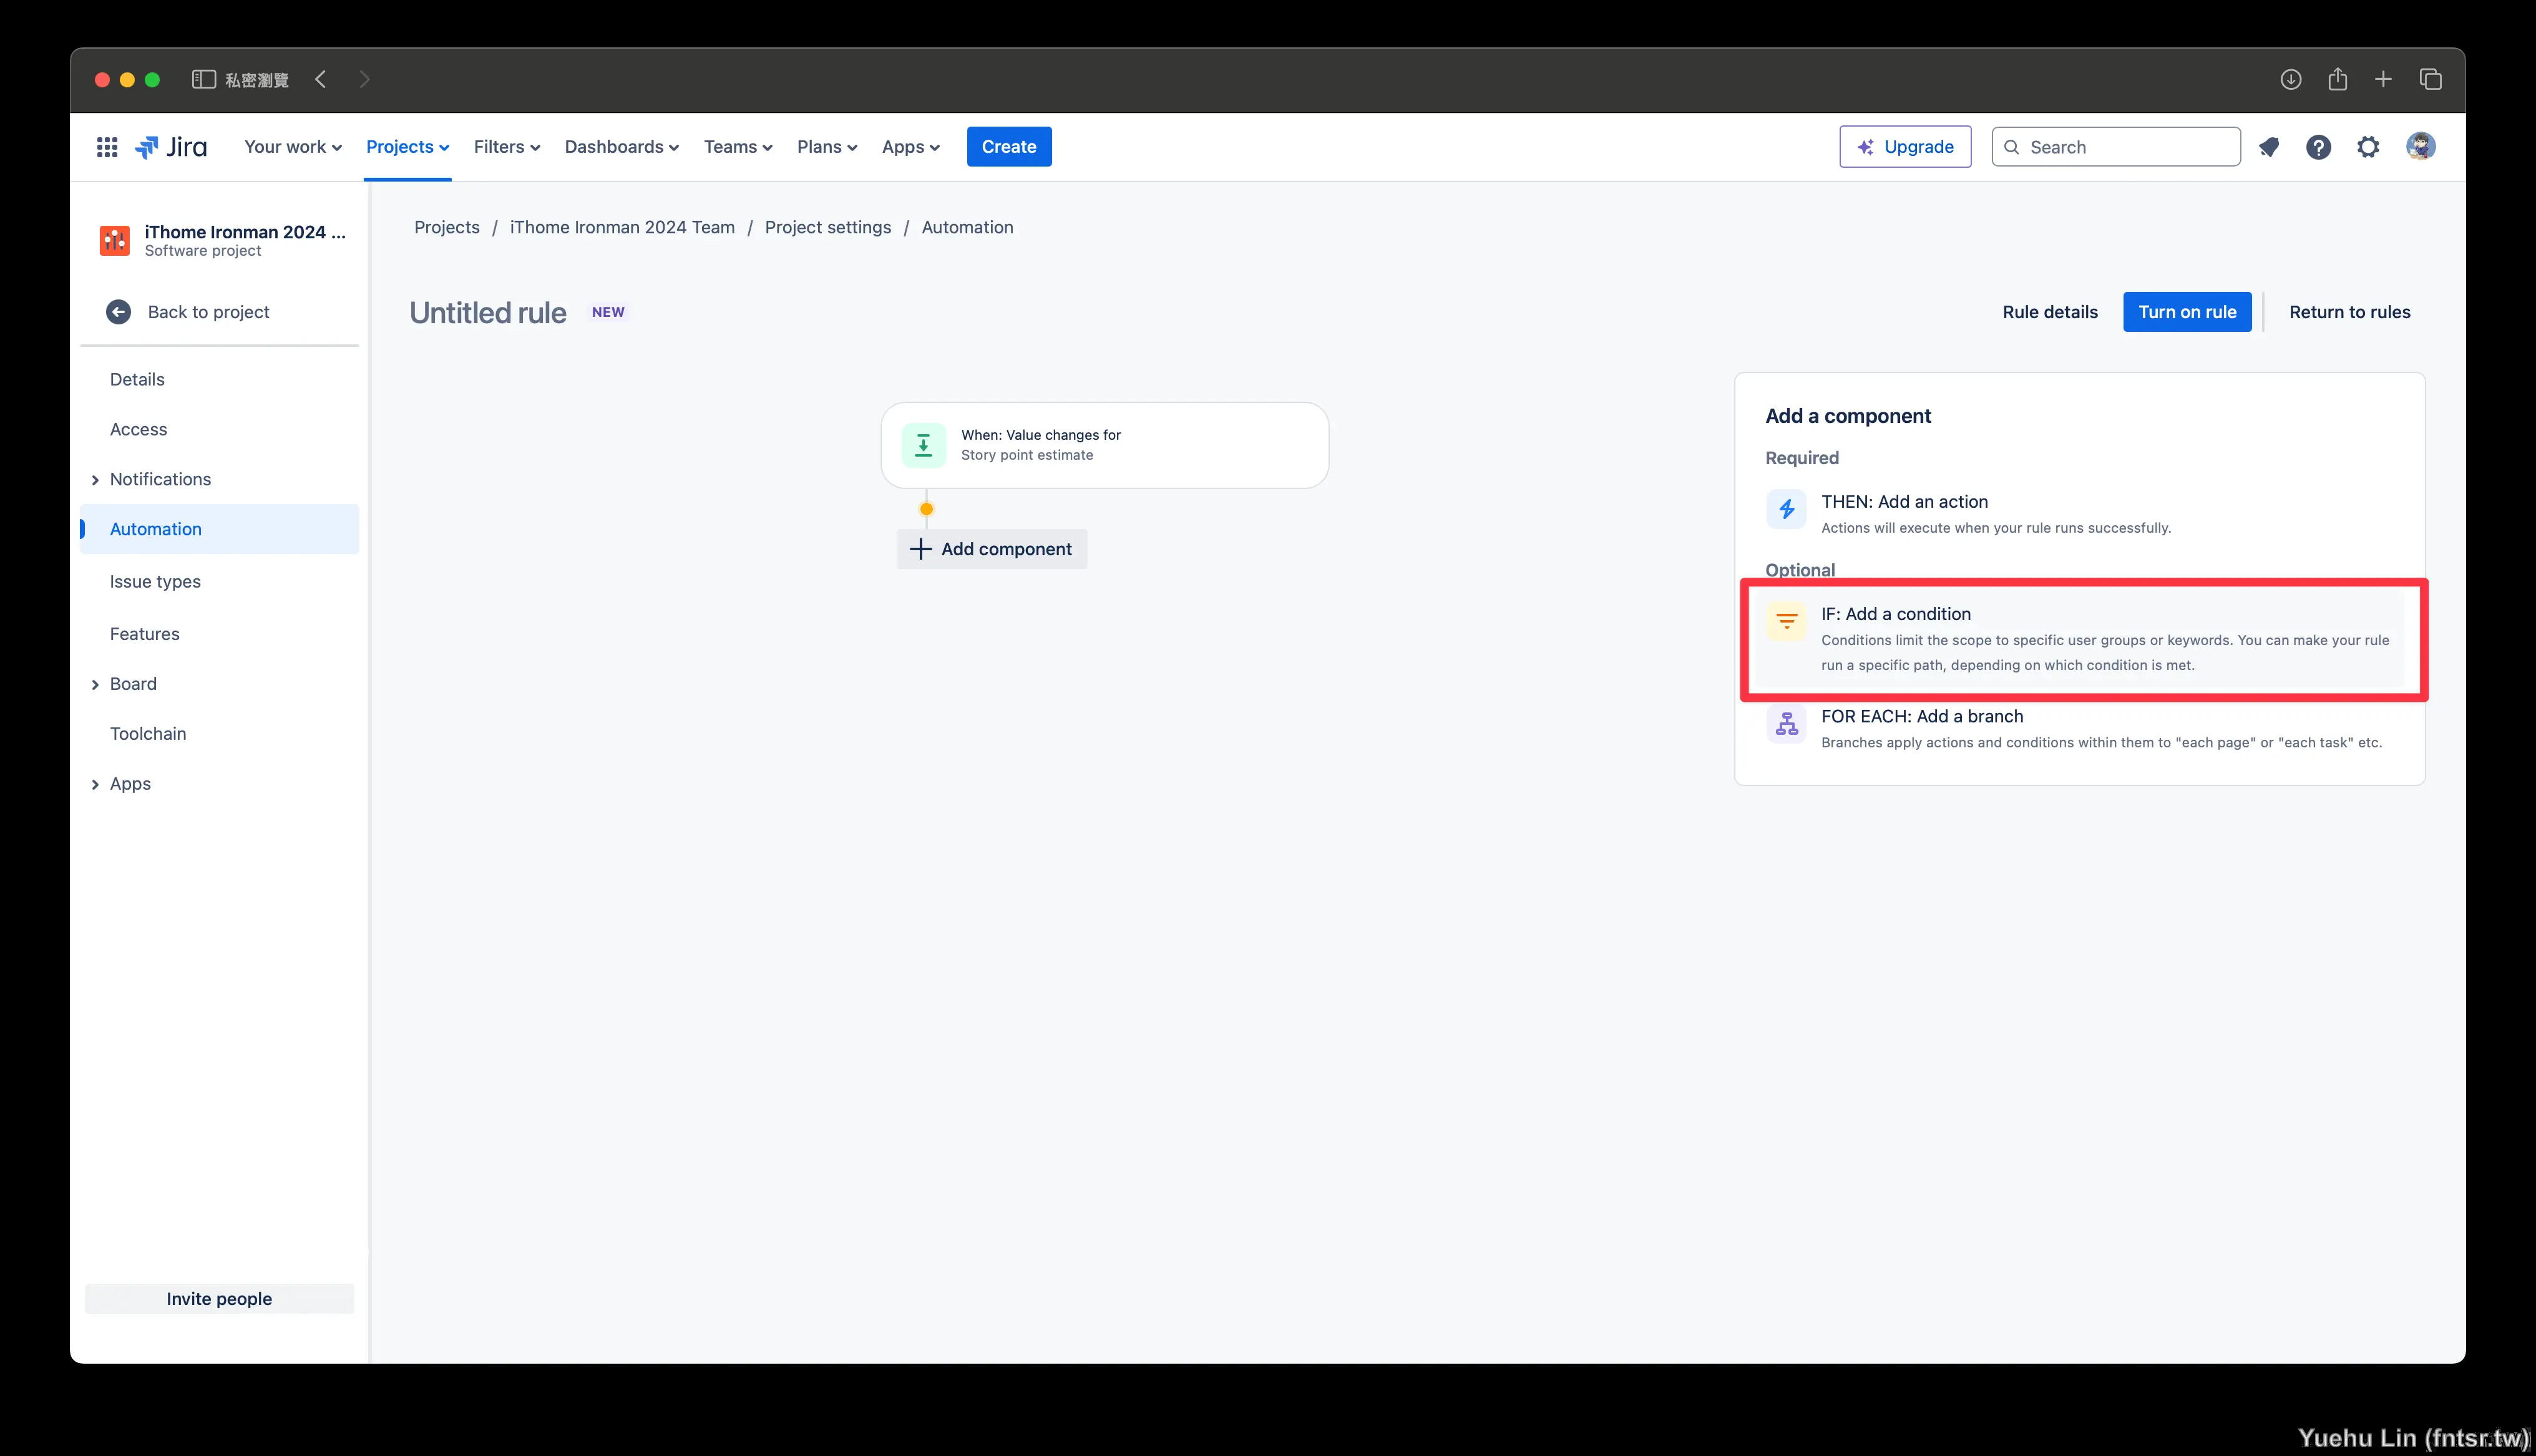 私密瀏覽
Jira
Your work
Projects
Filters
Dashboards
Teams
Plans
Apps
Create
Upgrade
Search
iThome Ironman 2024 ...
Software project
Back to project
Details
Access
Notifications
Automation
Issue types
Features
Board
Toolchain
Apps
Invite people
Projects / iThome Ironman 2024 Team / Project settings / Automation
Untitled rule NEW
Rule details
Turn on rule
Return to rules
When: Value changes for
Story point estimate
Add component
Add a component
Required
THEN: Add an action
Actions will execute when your rule runs successfully.
Optional
IF: Add a condition
Conditions limit the scope to specific user groups or keywords. You can make your rule
run a specific path, depending on which condition is met.
FOR EACH: Add a branch
Branches apply actions and conditions within them to "each page" or "each task" etc.
Yuehu Lin (fntsr.tw)